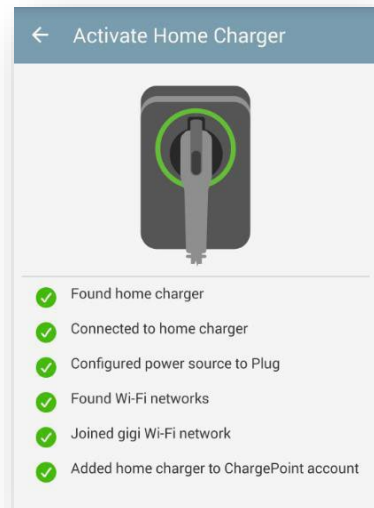 Activate Home Charger
Found home charger
Connected to home charger
Configured power source to Plug
Found Wi-Fi networks
Joined gigi Wi-Fi network
Added home charger to ChargePoint account